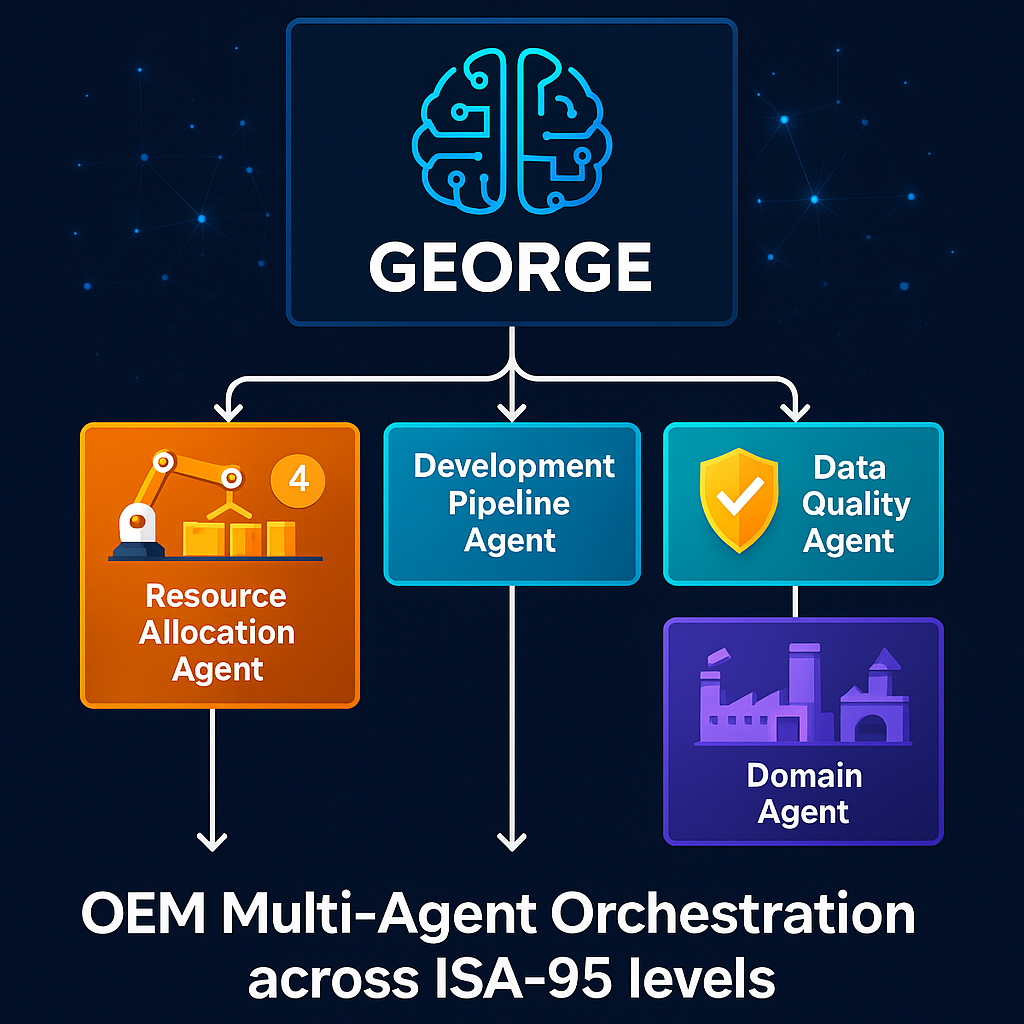 GEORGE
4
Resource
Allocation
Agent
Development
Pipeline
Agent
Data
Quality
Agent
Domain
Agent
OEM Multi-Agent Orchestration
across ISA-95 levels